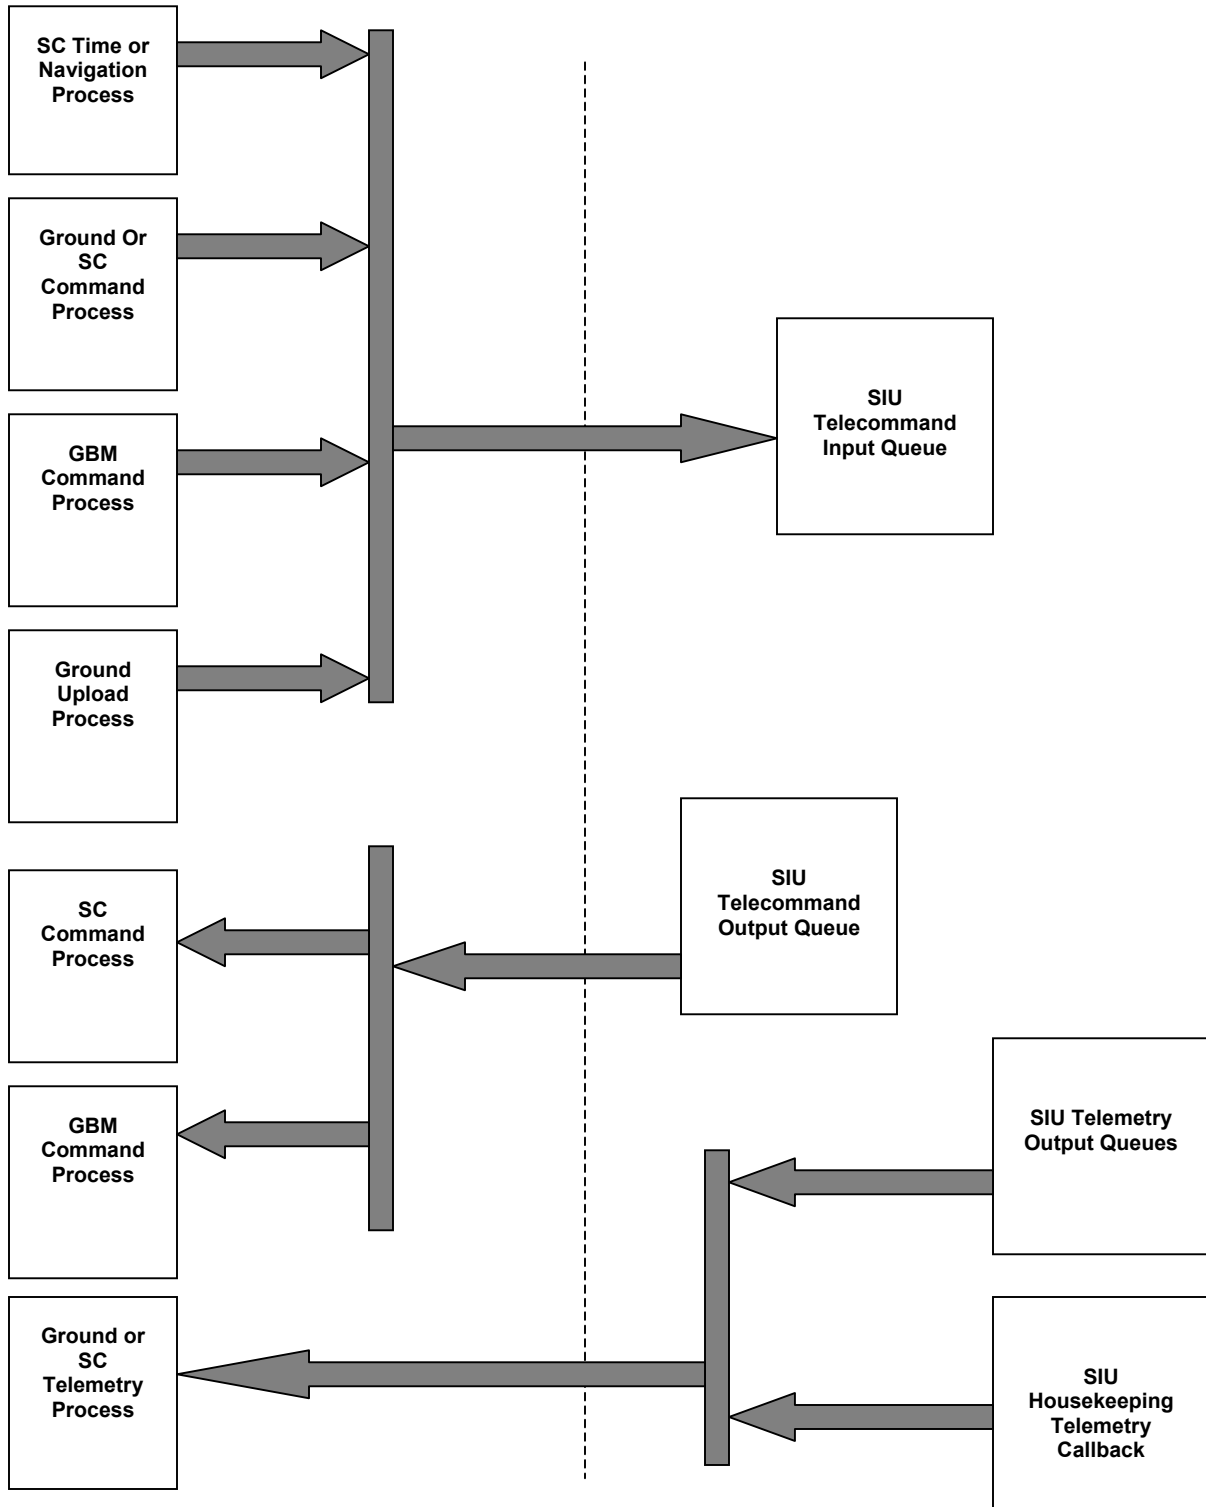 SC Time or
Navigation
Process
Ground Or
SC
Command
Process
GBM
Command
Process
Ground
Upload
Process
SIU
Telecommand
Input Queue
SIU
Telecommand
Output Queue
SC
Command
Process
GBM
Command
Process
SIU Telemetry
Output Queues
Ground or
SC
Telemetry
Process
SIU
Housekeeping
Telemetry
Callback